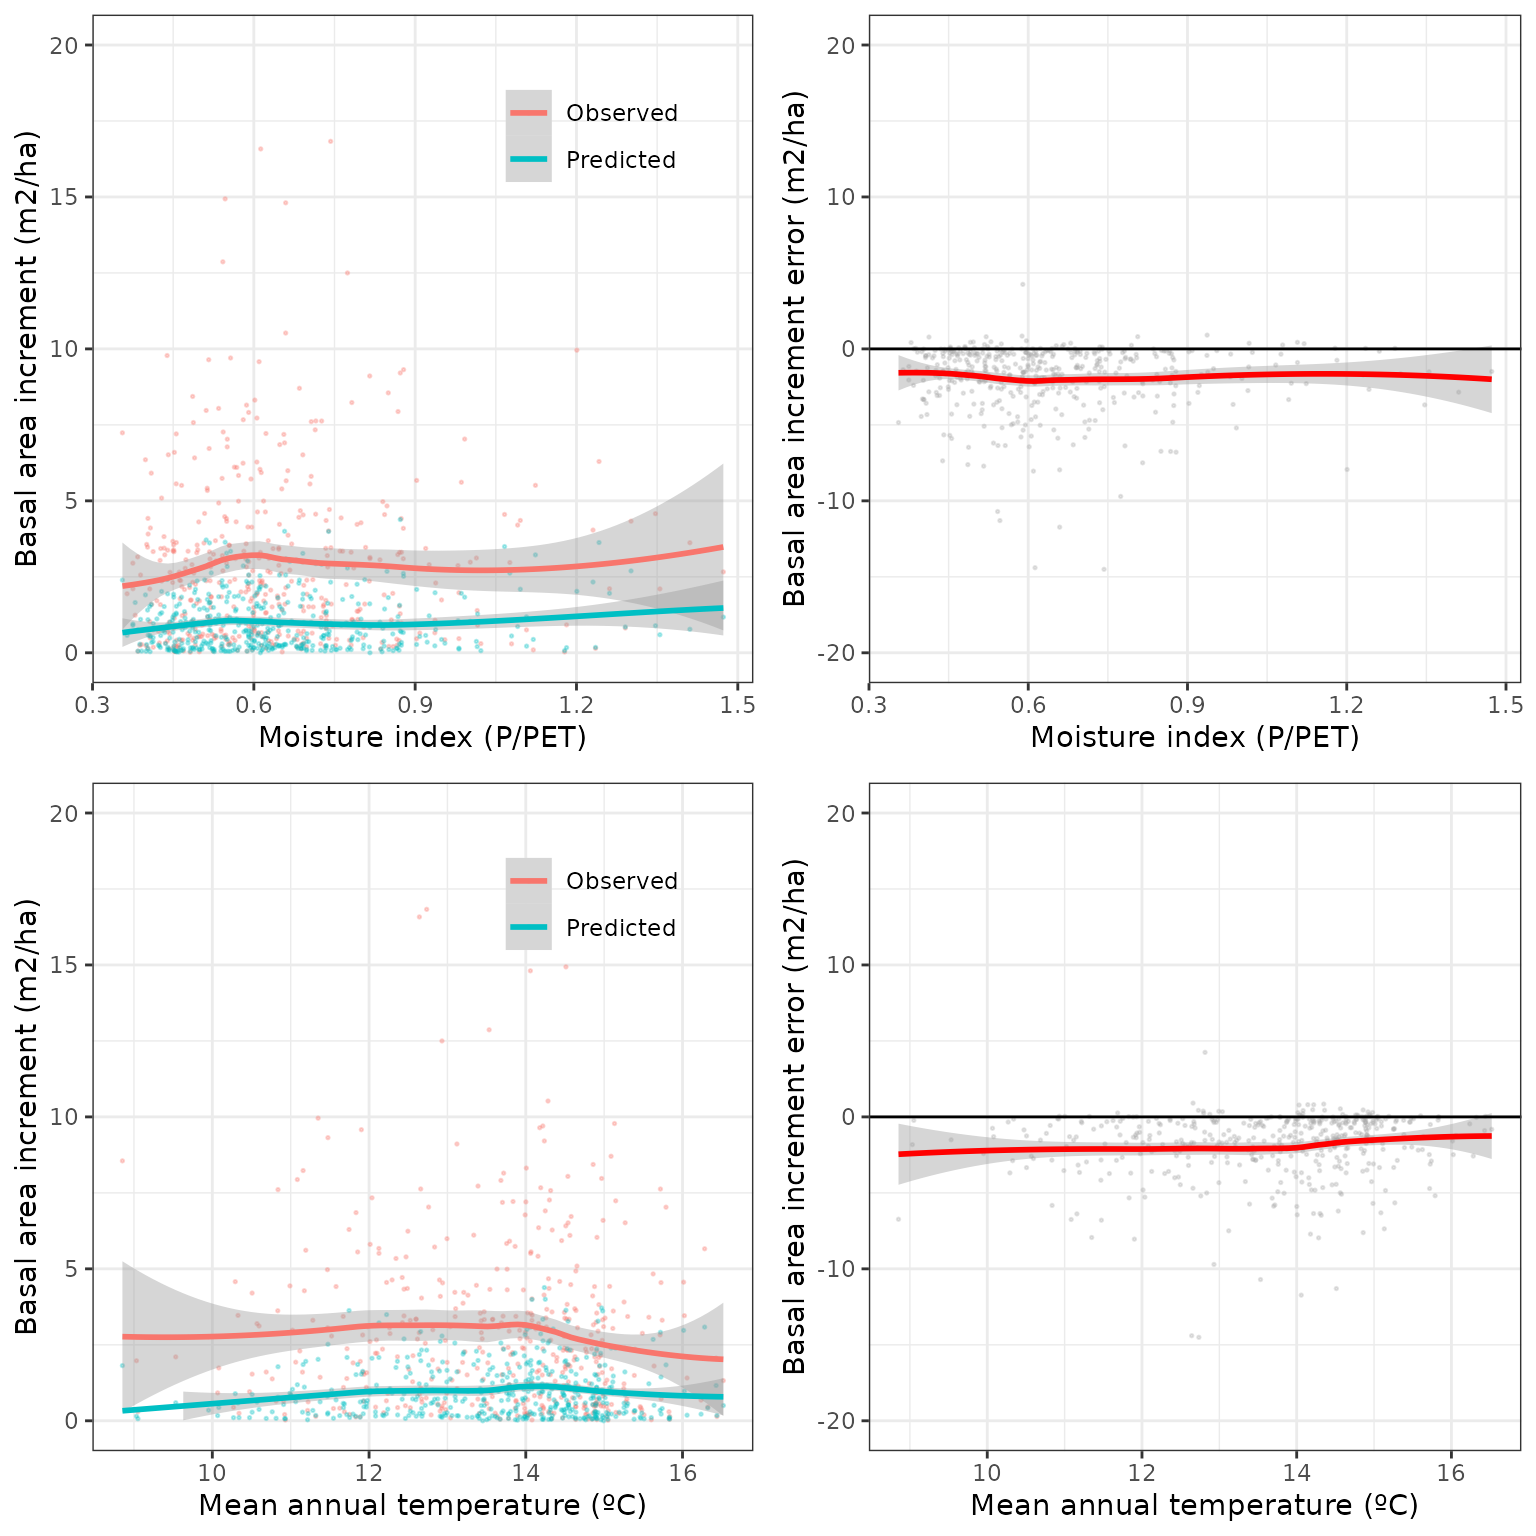 20
15
10
5
0
Basal area increment (m2/ha)
Observed
Predicted
0.3 0.6 0.9 1.2 1.5
Moisture index (P/PET)
20
10
0
-10
-20
Basal area increment error (m2/ha)
0.3 0.6 0.9 1.2 1.5
Moisture index (P/PET)
20
15
10
5
0
Basal area increment (m2/ha)
Observed
Predicted
10 12 14 16
Mean annual temperature (ºC)
20
10
0
-10
-20
Basal area increment error (m2/ha)
10 12 14 16
Mean annual temperature (ºC)